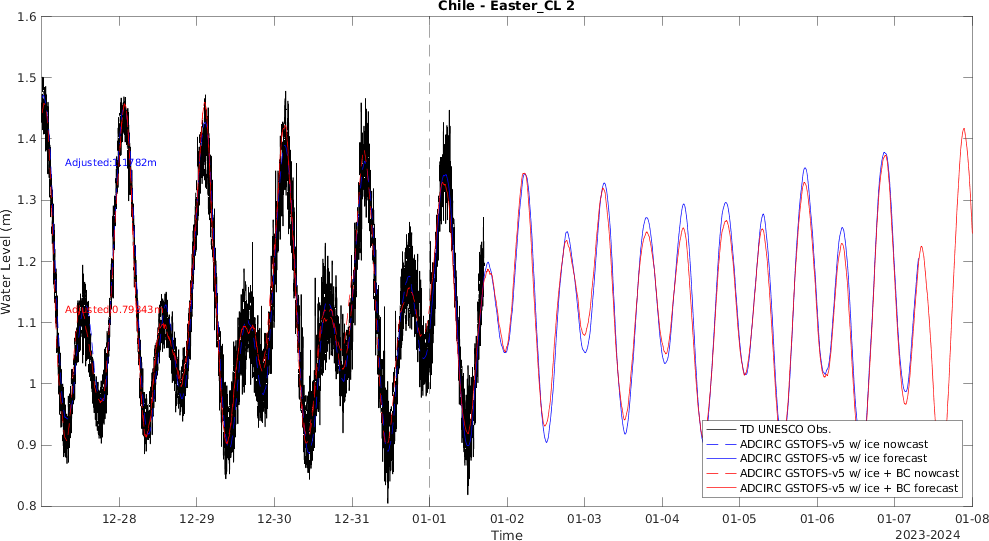 Chile - Easter_CL 2
1.6
1.5
1.4
1.3
1.2
1.1
1
0.9
0.8
Water Level (m)
Adjusted:1.1782m
Adjusted:0.79343m
TD UNESCO Obs.
ADCIRC GSTOFS-v5 w/ ice nowcast
ADCIRC GSTOFS-v5 w/ ice forecast
ADCIRC GSTOFS-v5 w/ ice + BC nowcast
ADCIRC GSTOFS-v5 w/ ice + BC forecast
12-28 12-29 12-30 12-31 01-01 01-02 01-03 01-04 01-05 01-06 01-07 01-08
Time
2023-2024